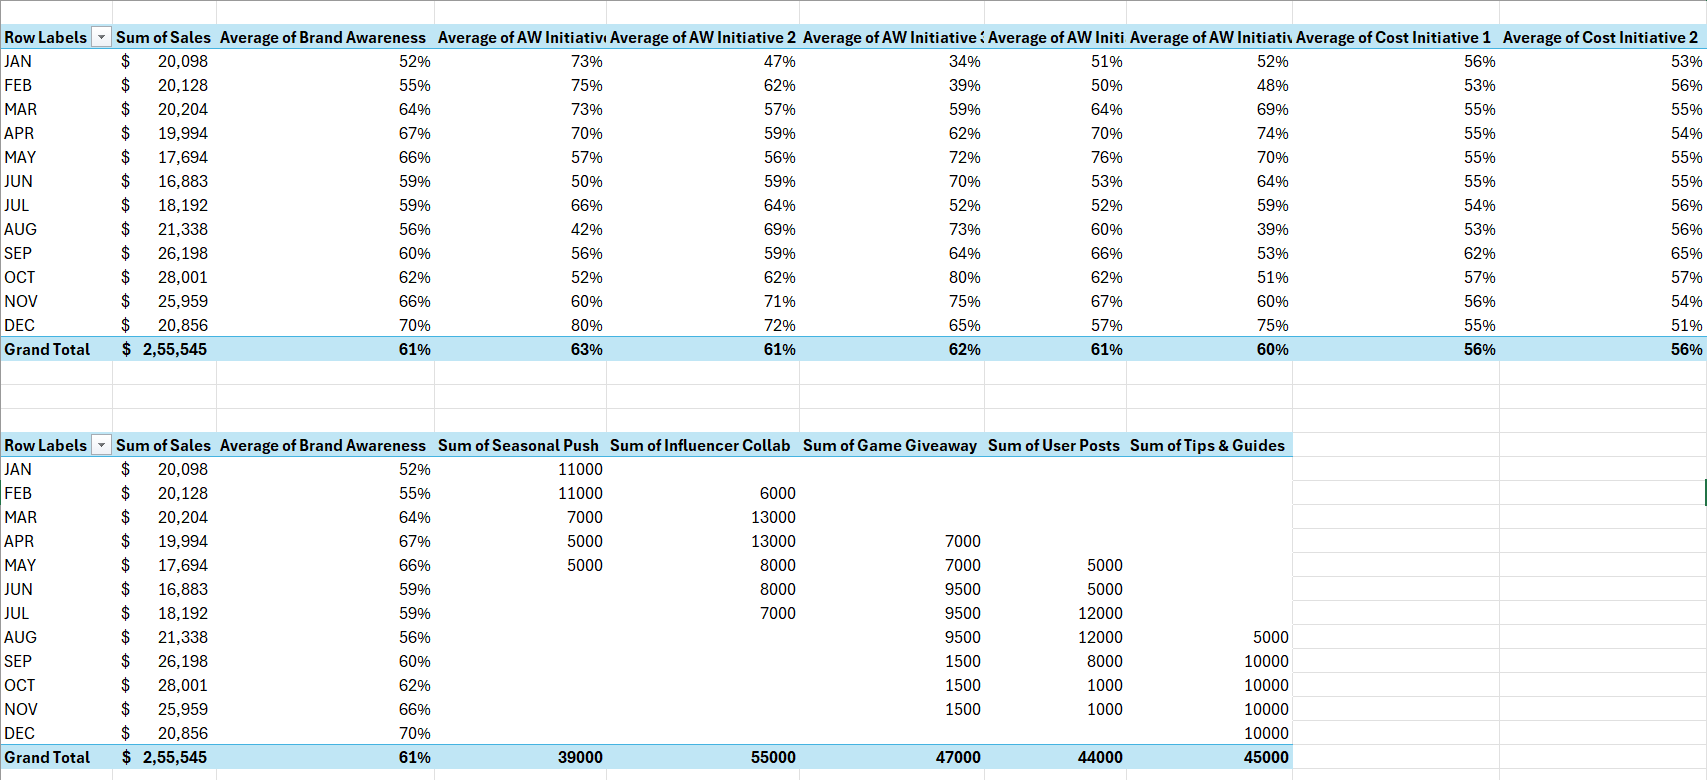 Row Labels Sum of Sales Average of Brand Awareness Average of AW Initiativ Average of AW Initiative 2 Average of AW Initiative Average of AW Initi Average of AW Initiati Average of Cost Initiative 1 Average of Cost Initiative 2
JAN $ 20,098 52% 73% 47% 34% 51% 52% 56% 53%
FEB $ 20,128 55% 75% 62% 39% 50% 48% 53% 56%
MAR $ 20,204 64% 73% 57% 59% 64% 69% 55% 55%
APR $ 19,994 67% 70% 59% 62% 70% 74% 55% 54%
MAY $ 17,694 66% 57% 56% 72% 76% 70% 55% 55%
JUN $ 16,883 59% 50% 59% 70% 53% 64% 55% 55%
JUL $ 18,192 59% 66% 64% 52% 52% 59% 54% 56%
AUG $ 21,338 56% 42% 69% 73% 60% 39% 53% 56%
SEP $ 26,198 60% 56% 59% 64% 66% 53% 62% 65%
OCT $ 28,001 62% 52% 62% 80% 62% 51% 57% 57%
NOV $ 25,959 66% 60% 71% 75% 67% 60% 56% 54%
DEC $ 20,856 70% 80% 72% 65% 57% 75% 55% 51%
Grand Total $ 2,55,545 61% 63% 61% 62% 61% 60% 56% 56%
Row Labels Sum of Sales Average of Brand Awareness Sum of Seasonal Push Sum of Influencer Collab Sum of Game Giveaway Sum of User Posts Sum of Tips & Guides
JAN $ 20,098 52% 11000
FEB $ 20,128 55% 11000 6000
MAR $ 20,204 64% 7000 13000
APR $ 19,994 67% 5000 13000 7000
MAY $ 17,694 66% 5000 8000 7000 5000
JUN $ 16,883 59% 8000 9500 5000
JUL $ 18,192 59% 7000 9500 12000
AUG $ 21,338 56% 9500 12000 5000
SEP $ 26,198 60% 1500 8000 10000
OCT $ 28,001 62% 1500 1000 10000
NOV $ 25,959 66% 1500 1000 10000
DEC $ 20,856 70% 10000
Grand Total $ 2,55,545 61% 39000 55000 47000 44000 45000